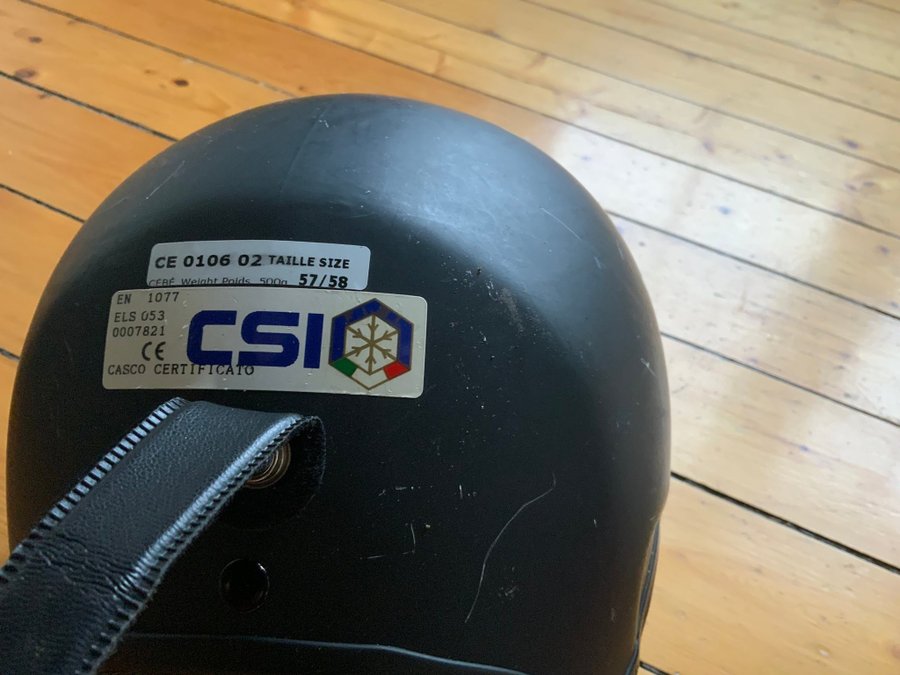 CE 0106 02 TAILLE SIZE
CEBÉ Weight Poids 500g 57/58
EN 1077
ELS 053
0007821
CE
CSI
CASCO CERTIFICATO